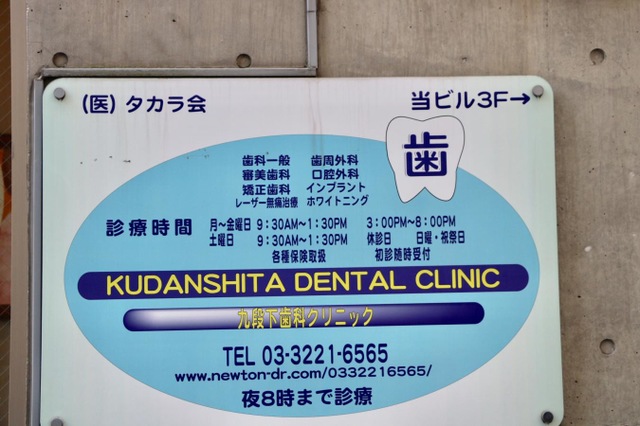 (医)タカラ会
当ビル3F→
歯
歯科一般 歯周外科
審美歯科 口腔外科
矯正歯科 インプラント
レーザー無痛治療 ホワイトニング
診療時間 月～金曜日 9:30AM～1:30PM 3:00PM～8:00PM
土曜日 9:30AM～1:30PM 休診日 日曜・祝祭日
各種保険取扱 初診随時受付
KUDANSHITA DENTAL CLINIC
九段下歯科クリニック
TEL 03-3221-6565
www.newton-dr.com/0332216565/
夜8時まで診療